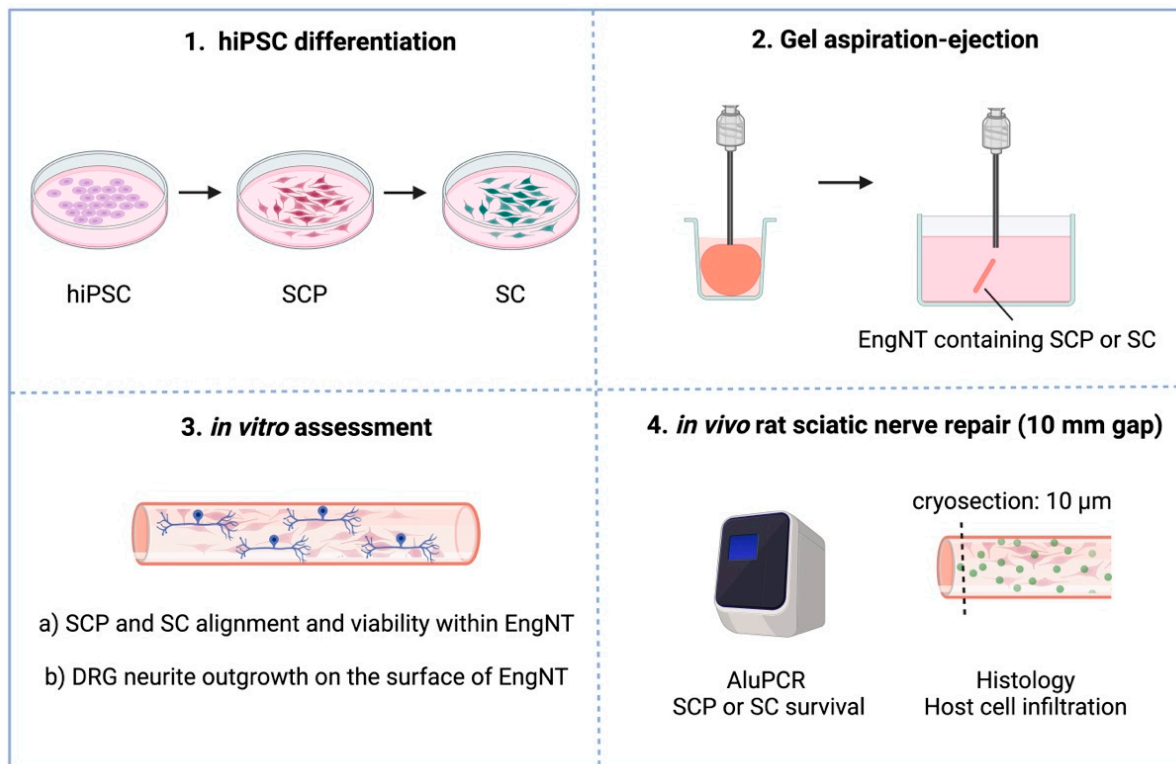 1. hiPSC differentiation
hiPSC
SCP
SC
2. Gel aspiration-ejection
EngNT containing SCP or SC
3. in vitro assessment
a) SCP and SC alignment and viability within EngNT
b) DRG neurite outgrowth on the surface of EngNT
4. in vivo rat sciatic nerve repair (10 mm gap)
cryosection: 10 µm
AluPCR
SCP or SC survival
Histology
Host cell infiltration